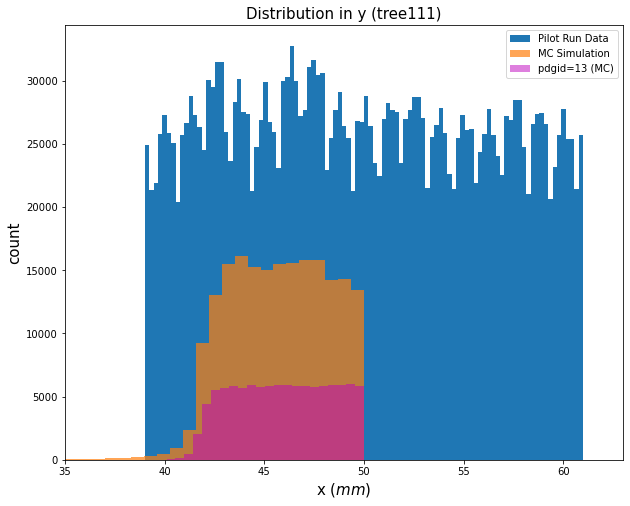 Distribution in y (tree111)
Pilot Run Data
MC Simulation
pdgid=13 (MC)
count
30000
25000
20000
15000
10000
5000
0
35 40 45 50 55 60
x (mm)